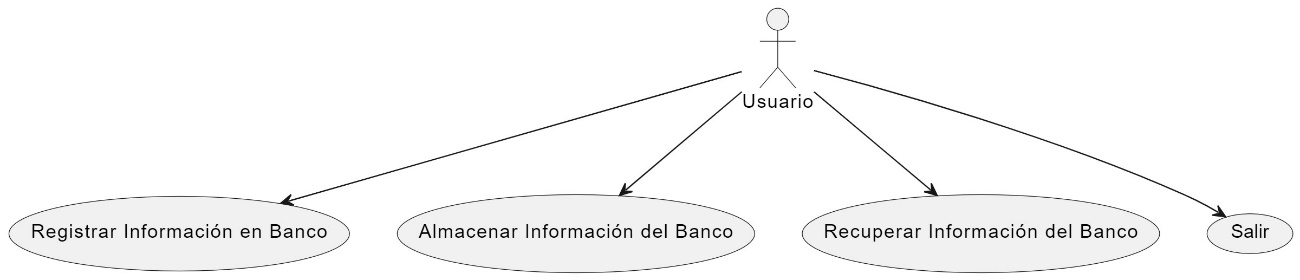 Usuario
Registrar Información en Banco
Almacenar Información del Banco
Recuperar Información del Banco
Salir